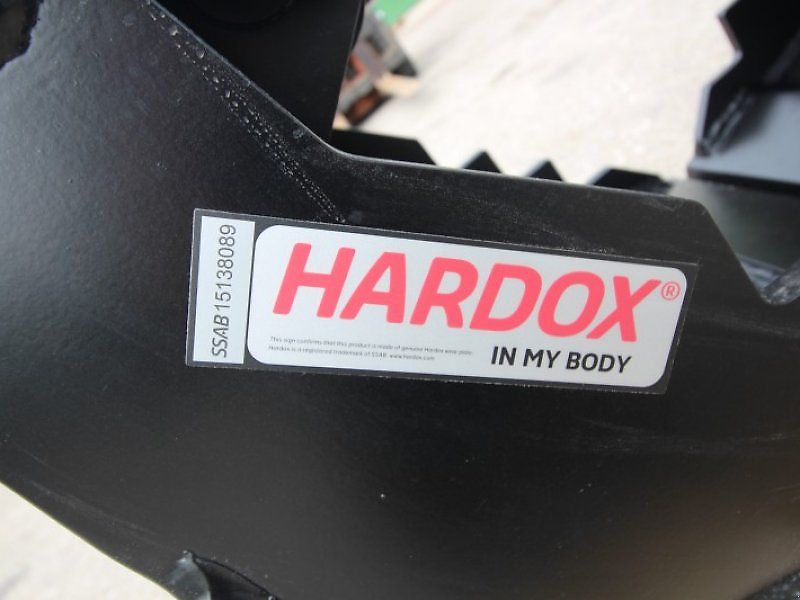 SSAB 15138089
HARDOX®
IN MY BODY
This sign confirms that this product is made of genuine Hardox wear plate.
Hardox is a registered trademark of SSAB. www.hardox.com